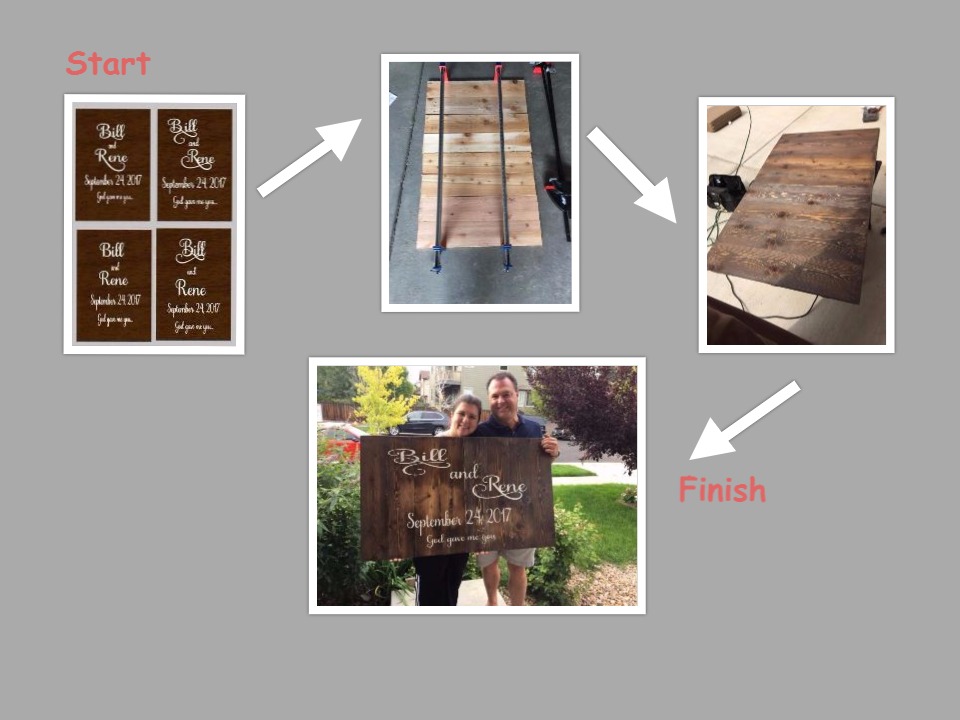 Start
Bill
and
Rene
September 24, 2017
God gave me you...
Bill
and
Rene
September 24, 2017
God gave me you...
Bill
and
Rene
September 24, 2017
God gave me you...
Bill
and
Rene
September 24, 2017
God gave me you...
Finish
Bill
and
Rene
September 24, 2017
God gave me you